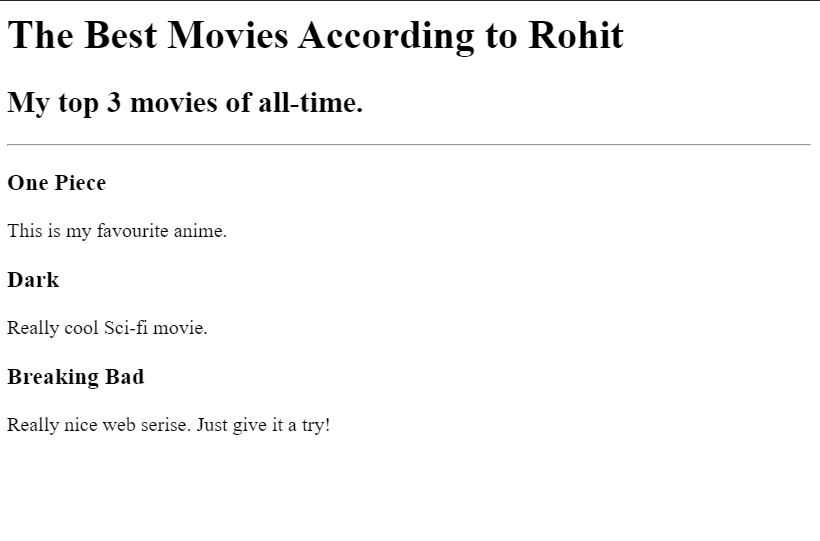 The Best Movies According to Rohit
My top 3 movies of all-time.
One Piece
This is my favourite anime.
Dark
Really cool Sci-fi movie.
Breaking Bad
Really nice web serise. Just give it a try!